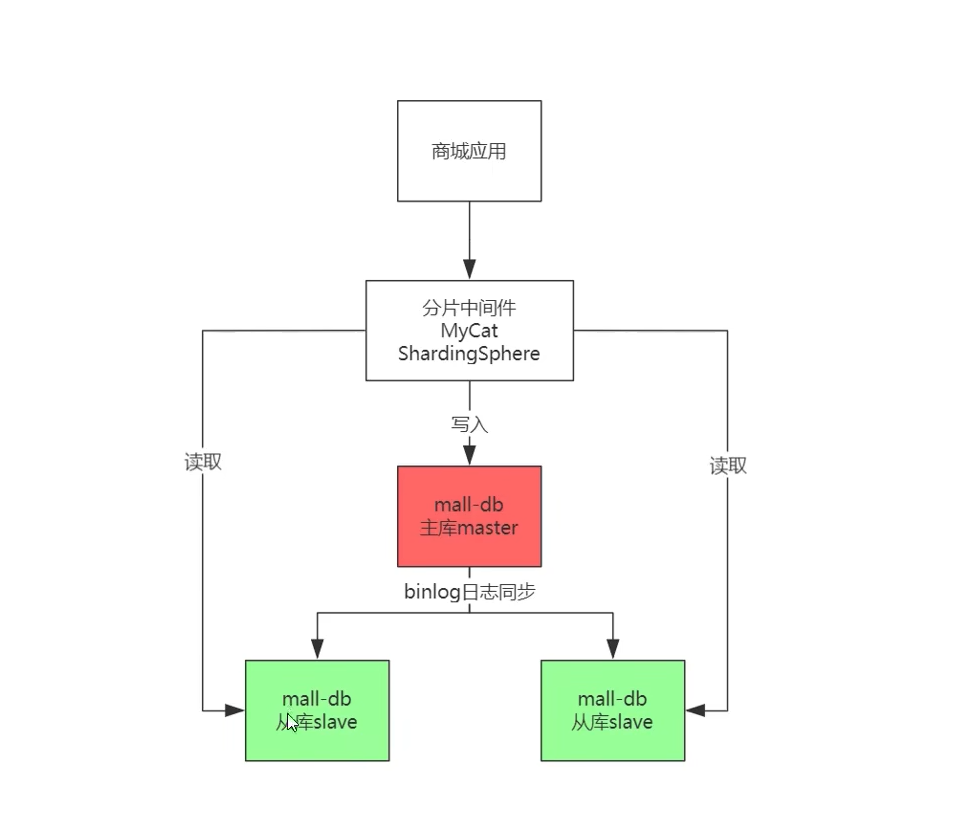 商城应用
分片中间件
MyCat
ShardingSphere
写入
读取
读取
mall-db
主库master
binlog日志同步
mall-db
从库slave
mall-db
从库slave